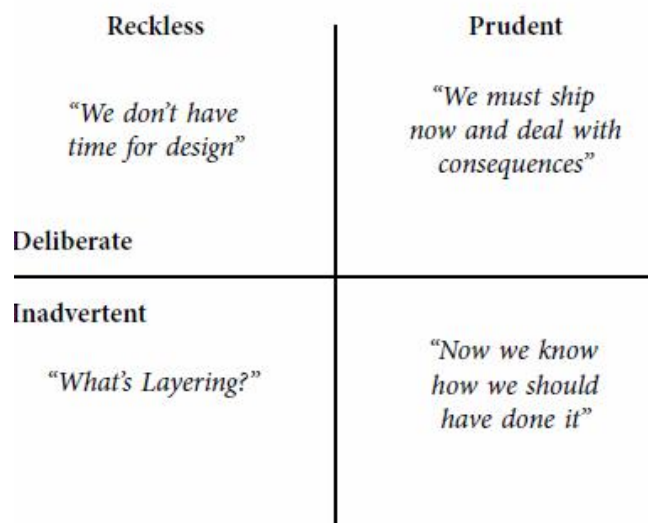 Reckless
Prudent
“We don’t have
time for design”
“We must ship
now and deal with
consequences”
Deliberate
Inadvertent
“What’s Layering?”
“Now we know
how we should
have done it”